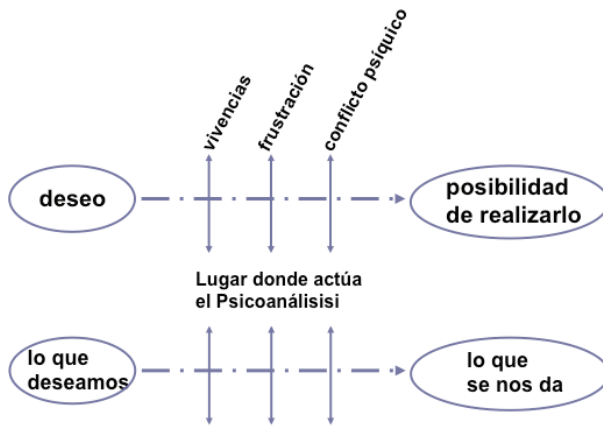 vivencias
frustración
conflicto psíquico
deseo
posibilidad
de realizarlo
Lugar donde actúa
el Psicoanálisisi
lo que
deseamos
lo que
se nos da